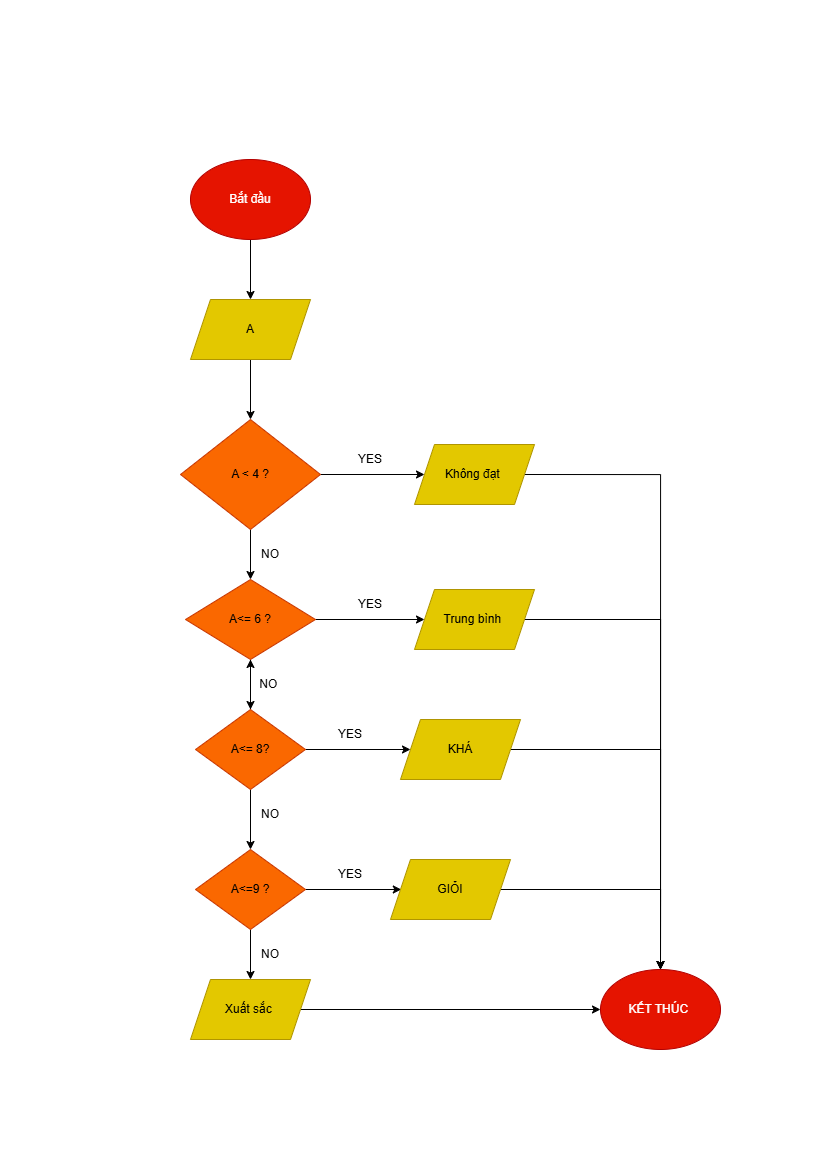 Bắt đầu
A
A < 4 ?
YES
Không đạt
NO
A<= 6 ?
YES
Trung bình
NO
A<= 8?
YES
KHÁ
NO
A<=9 ?
YES
GIỎI
NO
Xuất sắc
KẾT THÚC